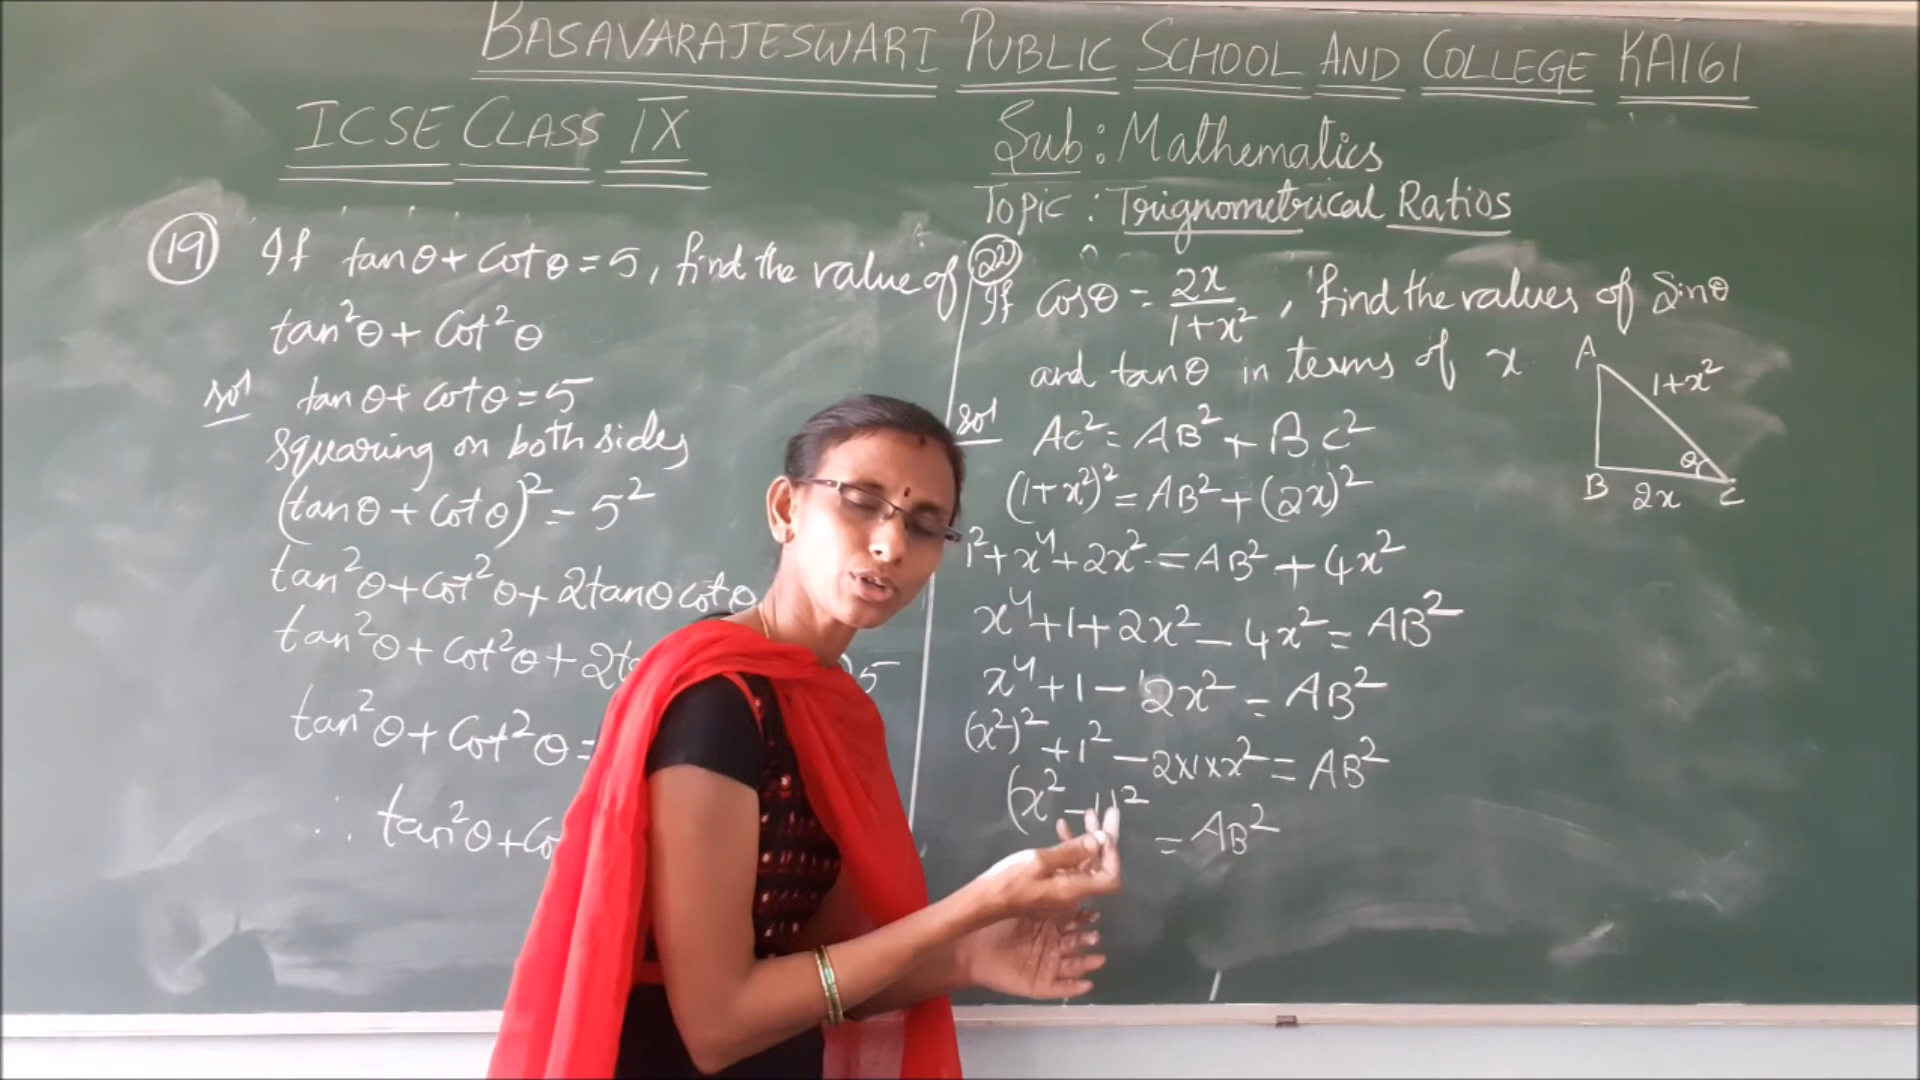 BASAVARAJESWARI PUBLIC SCHOOL AND COLLEGE KA161
ICSE CLASS IX
Sub: Mathematics
Topic: Trignometrical Ratios
19 If tanθ + cotθ = 5, find the value of
tan²θ + Cot²θ
sol tanθ + cotθ = 5
Squaring on both sides
(tanθ + cotθ)² = 5²
tan²θ + cot²θ + 2tanθ cotθ
tan²θ + cot²θ + 2t 5
tan²θ + cot²θ =
∴ tan²θ + Co
22
If cosθ = 2x / 1+x², find the values of Sinθ
and tanθ in terms of x
sol AC² = AB² + BC²
(1+x²)² = AB² + (2x)²
1² + x⁴ + 2x² = AB² + 4x²
x⁴ + 1 + 2x² - 4x² = AB²
x⁴ + 1 - 2x² = AB²
(x²)² + 1² - 2x1xx² = AB²
(x² - 1)² = AB²
A
1+x²
θ
B 2x C